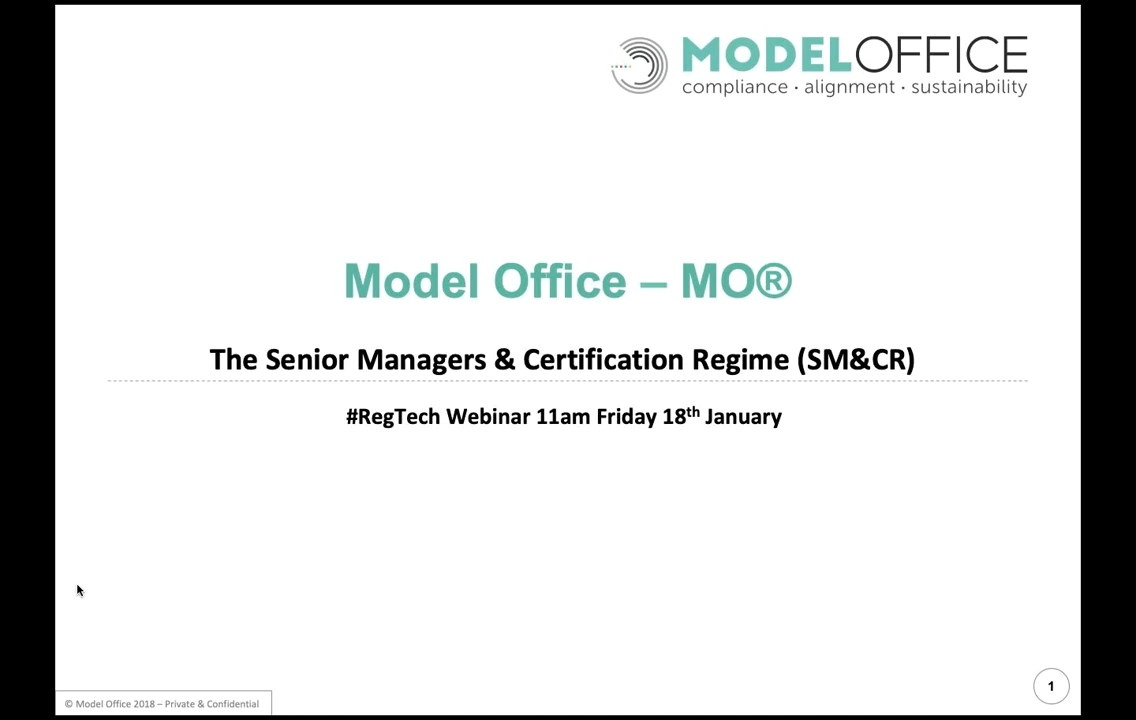 MODELOFFICE
compliance · alignment · sustainability
Model Office – MO®
The Senior Managers & Certification Regime (SM&CR)
#RegTech Webinar 11am Friday 18th January
© Model Office 2018 – Private & Confidential
1